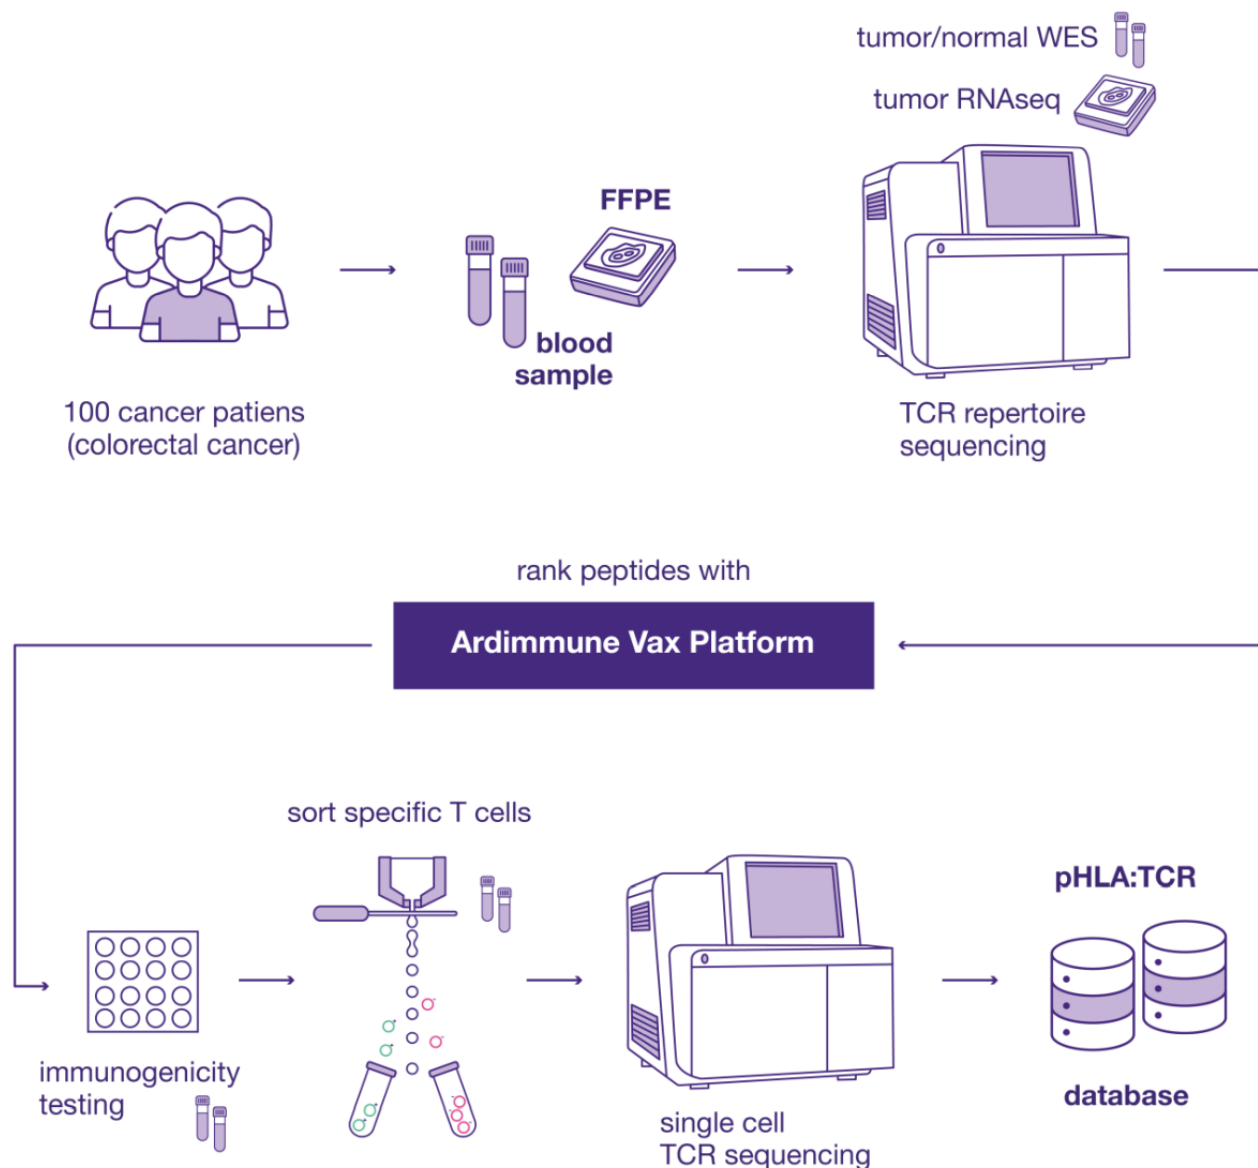 tumor/normal WES
tumor RNAseq
FFPE
blood
sample
100 cancer patiens
(colorectal cancer)
TCR repertoire
sequencing
rank peptides with
Ardimmune Vax Platform
sort specific T cells
pHLA:TCR
immunogenicity
testing
single cell
TCR sequencing
database